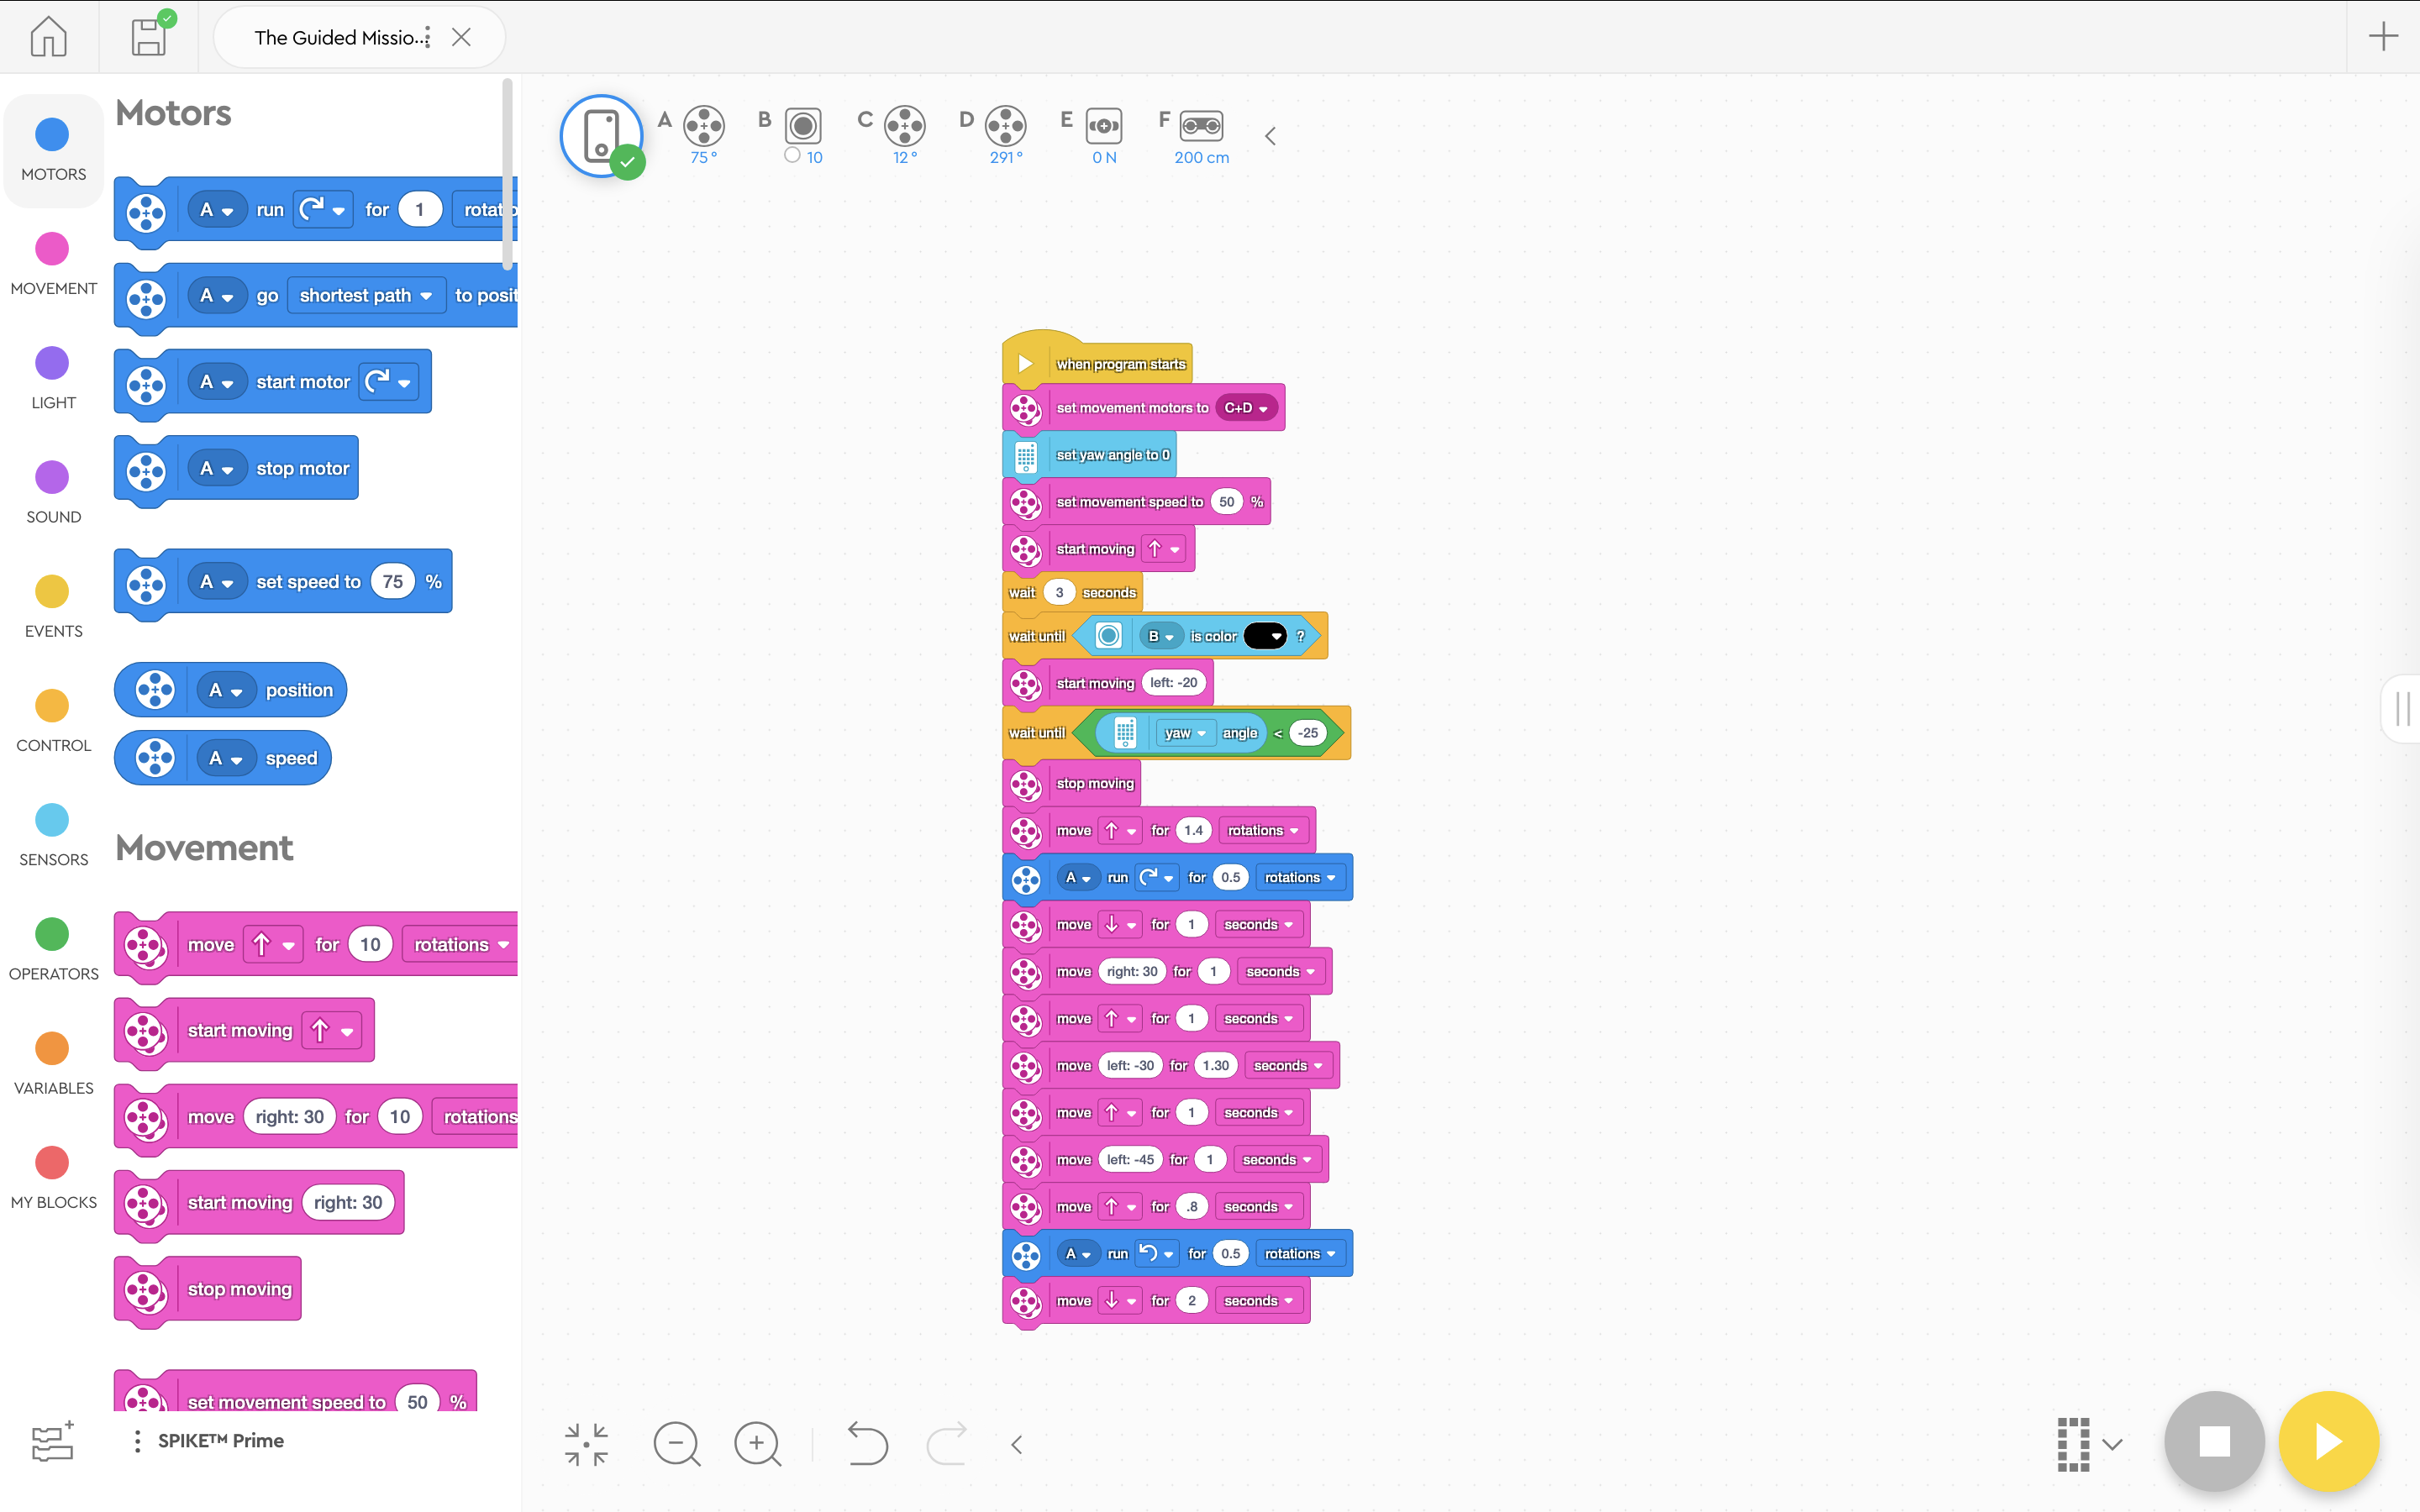 The Guided Missio...
MOTORS
MOVEMENT
LIGHT
SOUND
EVENTS
CONTROL
SENSORS
OPERATORS
VARIABLES
MY BLOCKS
Motors
A run for 1 rotatio
A go shortest path to posit
A start motor
A stop motor
A set speed to 75 %
A position
A speed
Movement
move for 10 rotations
start moving
move right: 30 for 10 rotations
start moving right: 30
stop moving
set movement speed to 50 %
SPIKE™ Prime
A 75°
B 10
C 12°
D 291°
E 0 N
F 200 cm
when program starts
set movement motors to C+D
set yaw angle to 0
set movement speed to 50 %
start moving
wait 3 seconds
wait until B is color ?
start moving left: -20
wait until yaw angle < -25
stop moving
move for 1.4 rotations
A run for 0.5 rotations
move for 1 seconds
move right: 30 for 1 seconds
move for 1 seconds
move left: -30 for 1.30 seconds
move for 1 seconds
move left: -45 for 1 seconds
move for .8 seconds
A run for 0.5 rotations
move for 2 seconds